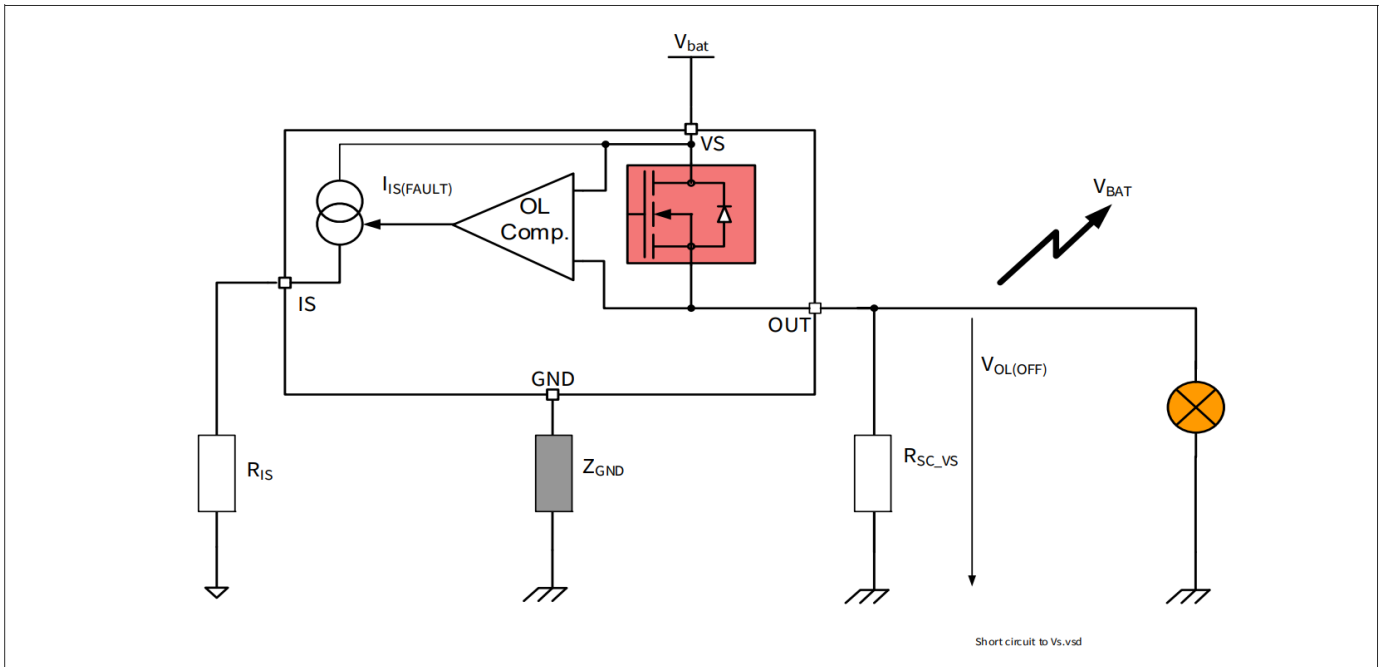 Vbat
VS
IIS(FAULT)
OL
Comp.
VBAT
IS
OUT
VOL(OFF)
GND
RIS
ZGND
RSC_VS
Short circuit to Vs.vsd